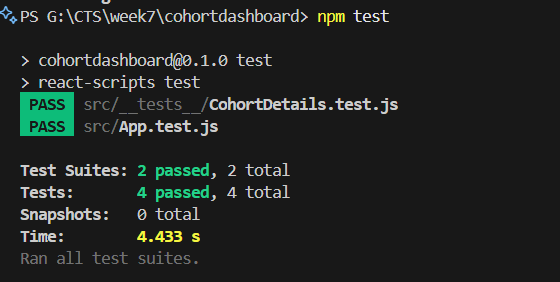 PS G:\CTS\week7\cohortdashboard> npm test
> cohortdashboard@0.1.0 test
> react-scripts test
PASS src/__tests__/CohortDetails.test.js
PASS src/App.test.js
Test Suites: 2 passed, 2 total
Tests: 4 passed, 4 total
Snapshots: 0 total
Time: 4.433 s
Ran all test suites.